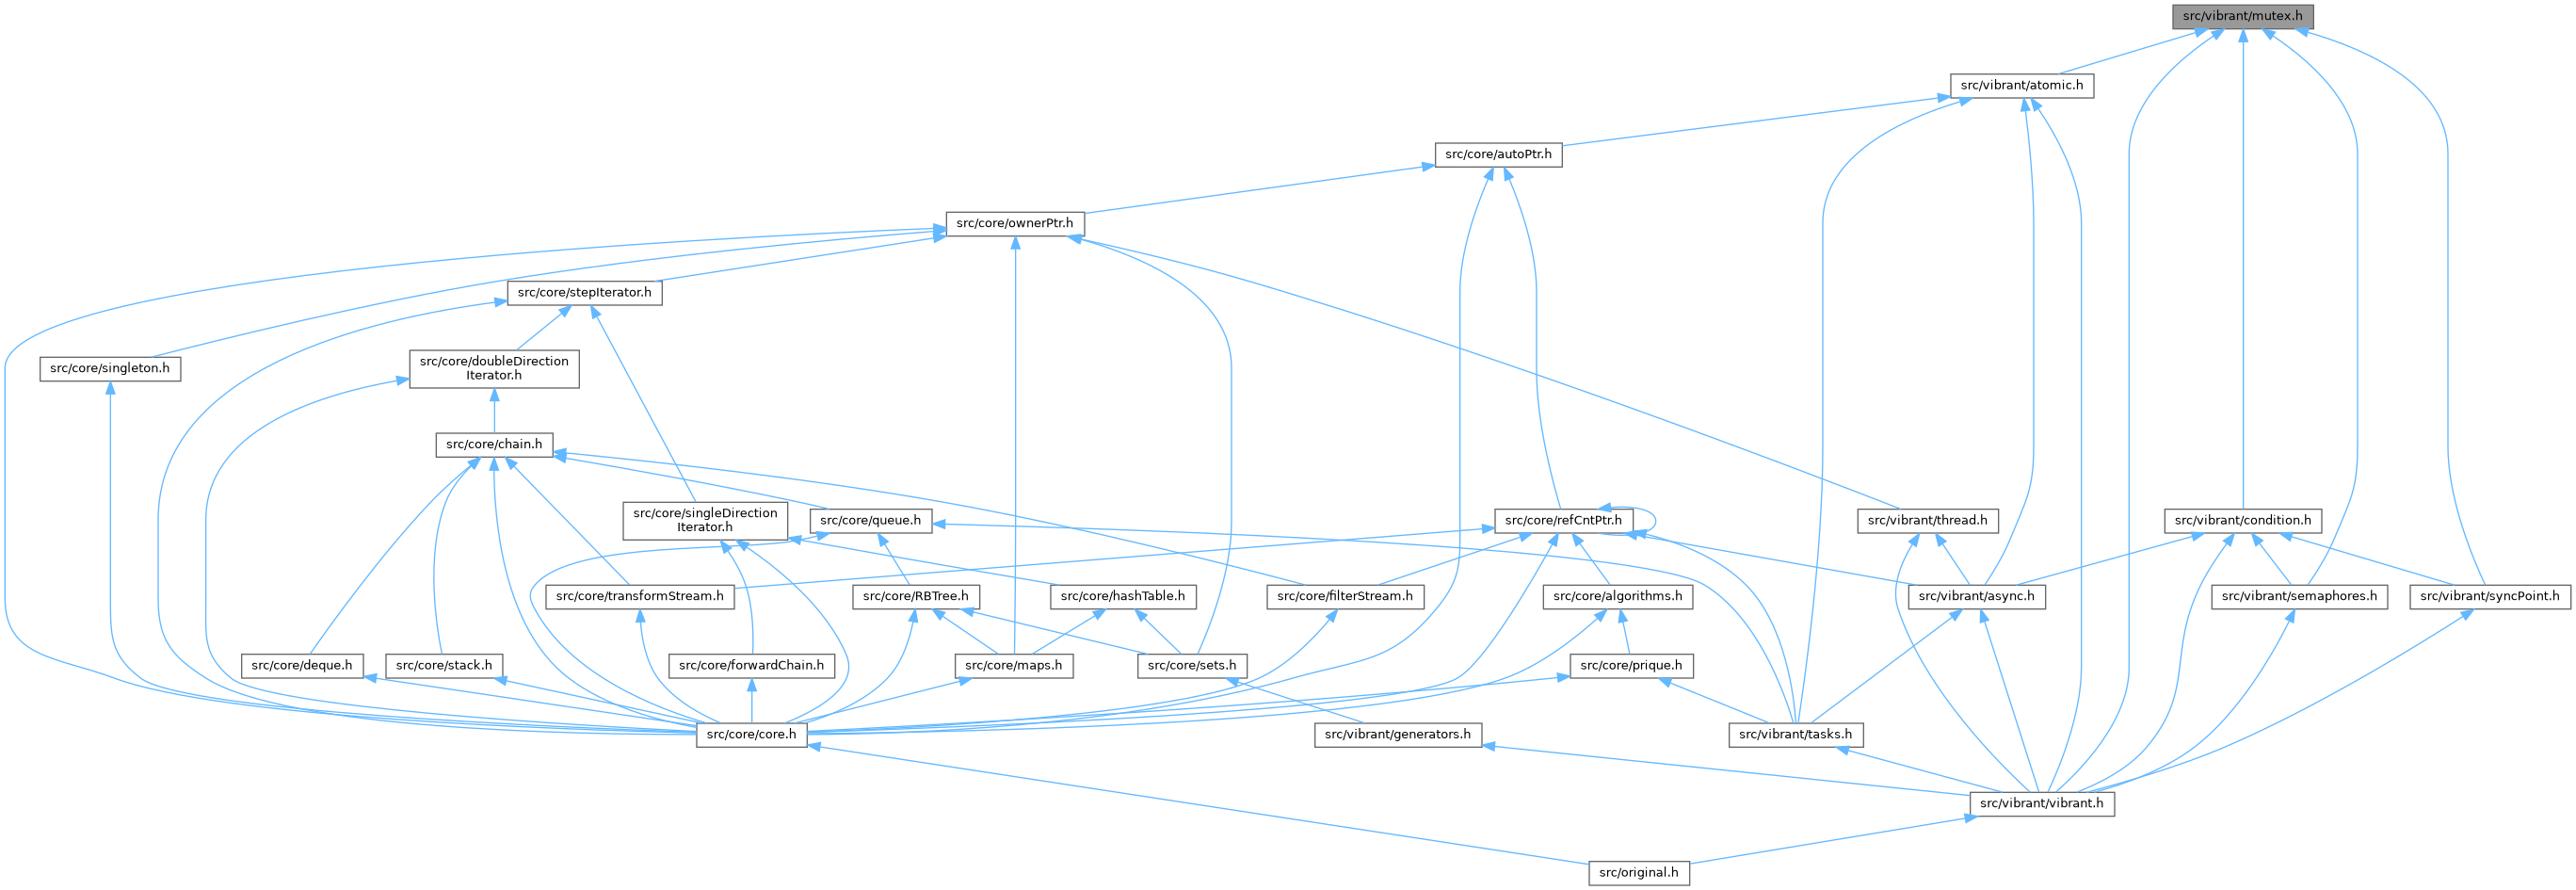 src/vibrant/mutex.h
src/vibrant/atomic.h
src/core/autoPtr.h
src/core/ownerPtr.h
src/core/stepIterator.h
src/core/singleton.h
src/core/doubleDirection
Iterator.h
src/core/chain.h
src/core/singleDirection
Iterator.h
src/core/queue.h
src/core/refCntPtr.h
src/vibrant/thread.h
src/vibrant/condition.h
src/core/transformStream.h
src/core/RBTree.h
src/core/hashTable.h
src/core/filterStream.h
src/core/algorithms.h
src/vibrant/async.h
src/vibrant/semaphores.h
src/vibrant/syncPoint.h
src/core/deque.h
src/core/stack.h
src/core/forwardChain.h
src/core/maps.h
src/core/sets.h
src/core/prique.h
src/core/core.h
src/vibrant/generators.h
src/vibrant/tasks.h
src/vibrant/vibrant.h
src/original.h